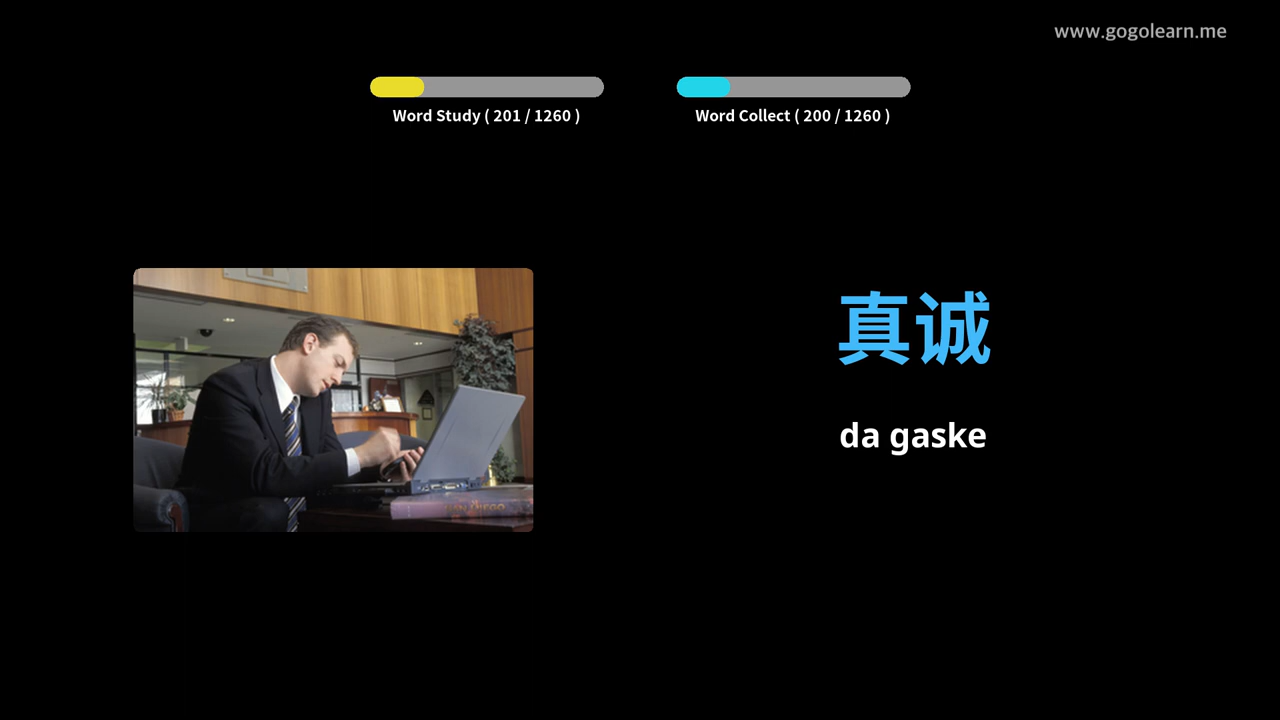 www.gogolearn.me
Word Study ( 201 / 1260 )
Word Collect ( 200 / 1260 )
真诚
da gaske